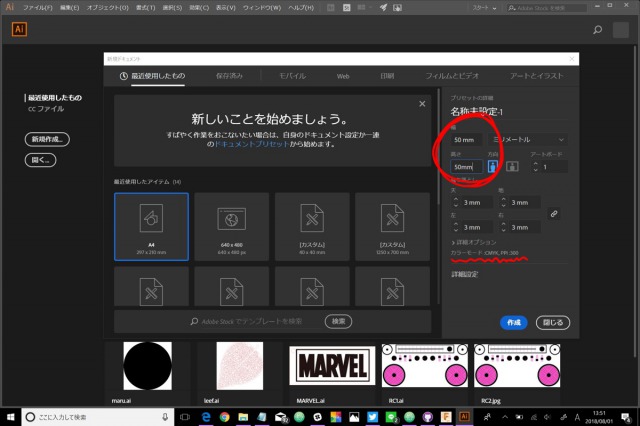 Ai ファイル(F) 編集(E) オブジェクト(O) 書式(T) 選択(S) 効果(C) 表示(V) ウィンドウ(W) ヘルプ(H) Br St スタート Adobe Stock を検索
Ai
新規ドキュメント
最近使用したもの 保存済み モバイル Web 印刷 フィルムとビデオ アートとイラスト
最近使用したもの
CC ファイル
新規作成...
開く...
新しいことを始めましょう。
すばやく作業をおこないたい場合は、自身のドキュメント設定か一連
のドキュメントプリセットから始めます。
最近使用したアイテム (14)
A4
297 x 210 mm
640 x 480
640 x 480 px
[カスタム]
40 x 40 mm
[カスタム]
1280 x 700 mm
Adobe Stock でテンプレートを検索 検索
プリセットの詳細
名称未設定-1
幅
50 mm ミリメートル
高さ 方向 アートボード
50mm 1
裁ち落とし
天 地
3 mm 3 mm
左 右
3 mm 3 mm
詳細オプション
カラーモード: CMYK, PPI: 300
詳細設定
作成 閉じる
MARVEL
maru.ai leef.ai MARVEL.ai RC1.ai RC2.jpg
ここに入力して検索
Ai
A
13:51
2018/08/01